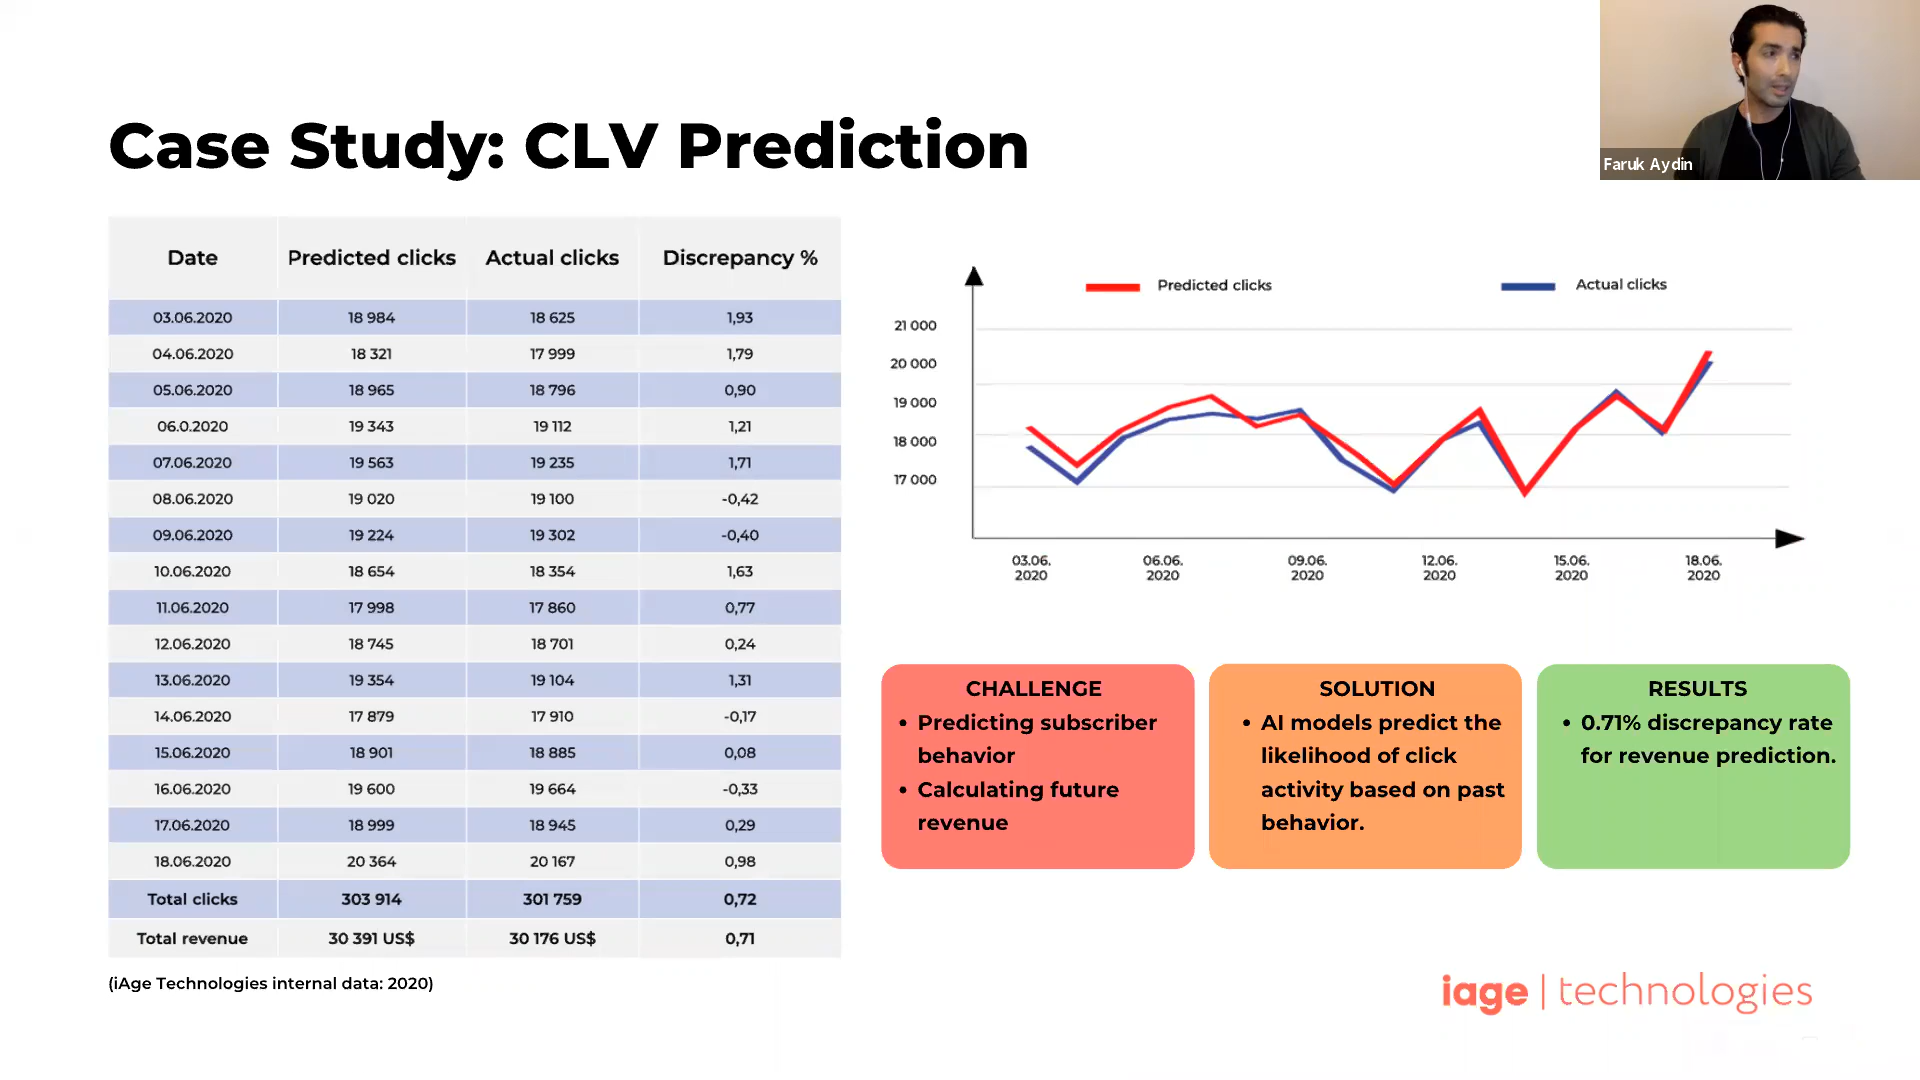 Faruk Aydin
Case Study: CLV Prediction
Date Predicted clicks Actual clicks Discrepancy %
03.06.2020 18 984 18 625 1,93
04.06.2020 18 321 17 999 1,79
05.06.2020 18 965 18 796 0,90
06.0.2020 19 343 19 112 1,21
07.06.2020 19 563 19 235 1,71
08.06.2020 19 020 19 100 -0,42
09.06.2020 19 224 19 302 -0,40
10.06.2020 18 654 18 354 1,63
11.06.2020 17 998 17 860 0,77
12.06.2020 18 745 18 701 0,24
13.06.2020 19 354 19 104 1,31
14.06.2020 17 879 17 910 -0,17
15.06.2020 18 901 18 885 0,08
16.06.2020 19 600 19 664 -0,33
17.06.2020 18 999 18 945 0,29
18.06.2020 20 364 20 167 0,98
Total clicks 303 914 301 759 0,72
Total revenue 30 391 US$ 30 176 US$ 0,71
(iAge Technologies internal data: 2020)
Predicted clicks Actual clicks
21 000
20 000
19 000
18 000
17 000
03.06. 06.06. 09.06. 12.06. 15.06. 18.06.
2020 2020 2020 2020 2020 2020
CHALLENGE
• Predicting subscriber
behavior
• Calculating future
revenue
SOLUTION
• AI models predict the
likelihood of click
activity based on past
behavior.
RESULTS
• 0.71% discrepancy rate
for revenue prediction.
iage | technologies